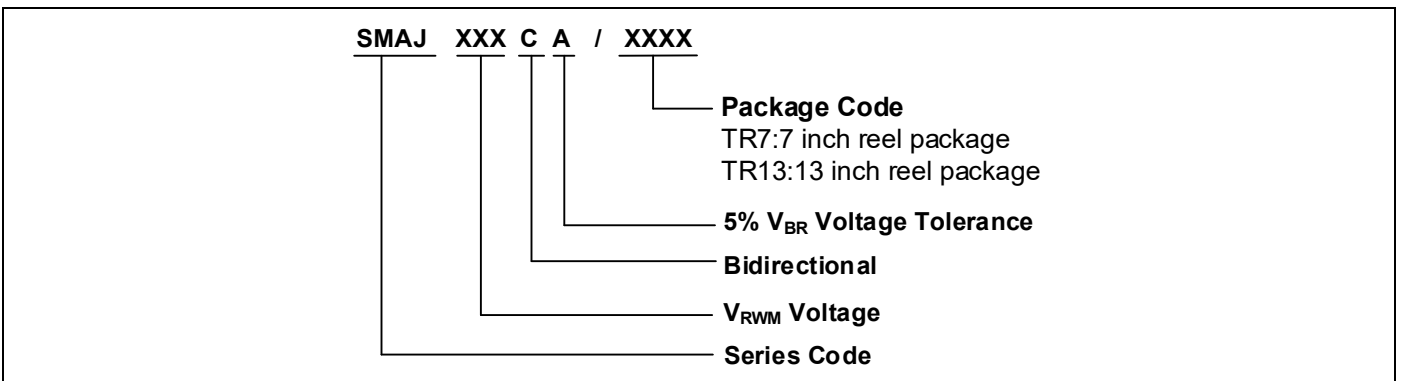 SMAJ XXX C A / XXXX
Package Code
TR7:7 inch reel package
TR13:13 inch reel package
5% VBR Voltage Tolerance
Bidirectional
VRWM Voltage
Series Code